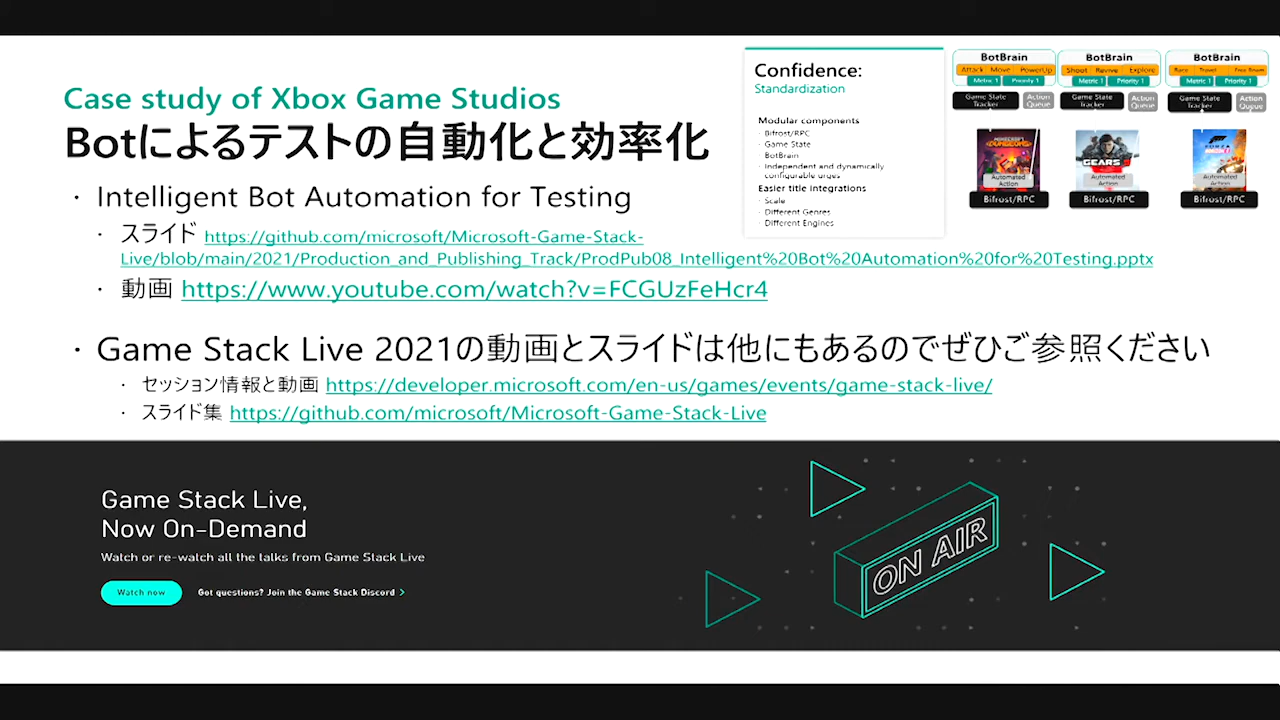 Case study of Xbox Game Studios
Botによるテストの自動化と効率化
・ Intelligent Bot Automation for Testing
・ スライド https://github.com/microsoft/Microsoft-Game-Stack-
Live/blob/main/2021/Production_and_Publishing_Track/ProdPub08_Intelligent%20Bot%20Automation%20for%20Testing.pptx
・ 動画 https://www.youtube.com/watch?v=FCGUzFeHcr4
・ Game Stack Live 2021の動画とスライドは他にもあるのでぜひご参照ください
・ セッション情報と動画 https://developer.microsoft.com/en-us/games/events/game-stack-live/
・ スライド集 https://github.com/microsoft/Microsoft-Game-Stack-Live
Confidence:
Standardization
Modular components
· Bifrost/RPC
· Game State
· BotBrain
· Independent and dynamically
configurable urges
Easier title integrations
· Scale
· Different Genres
· Different Engines
BotBrain
Attack Move PowerUp
Metric 1 Priority 1
Game State
Tracker
Action
Queue
MINECRAFT
DUNGEONS
Automated
Action
Bifrost/RPC
BotBrain
Shoot Revive Explore
Metric 1 Priority 1
Game State
Tracker
Action
Queue
GEARS
Automated
Action
Bifrost/RPC
BotBrain
Race Travel Free Roam
Metric 1 Priority 1
Game State
Tracker
Action
Queue
FORZA
Automated
Action
Bifrost/RPC
Game Stack Live,
Now On-Demand
Watch or re-watch all the talks from Game Stack Live
Watch now
Got questions? Join the Game Stack Discord >
ON AIR